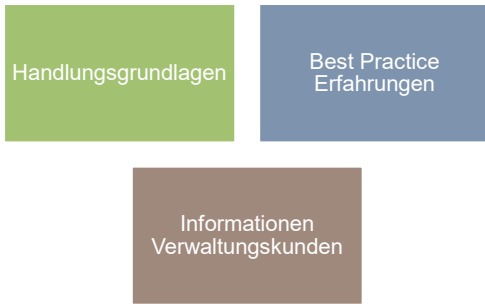 Handlungsgrundlagen
Best Practice
Erfahrungen
Informationen
Verwaltungskunden